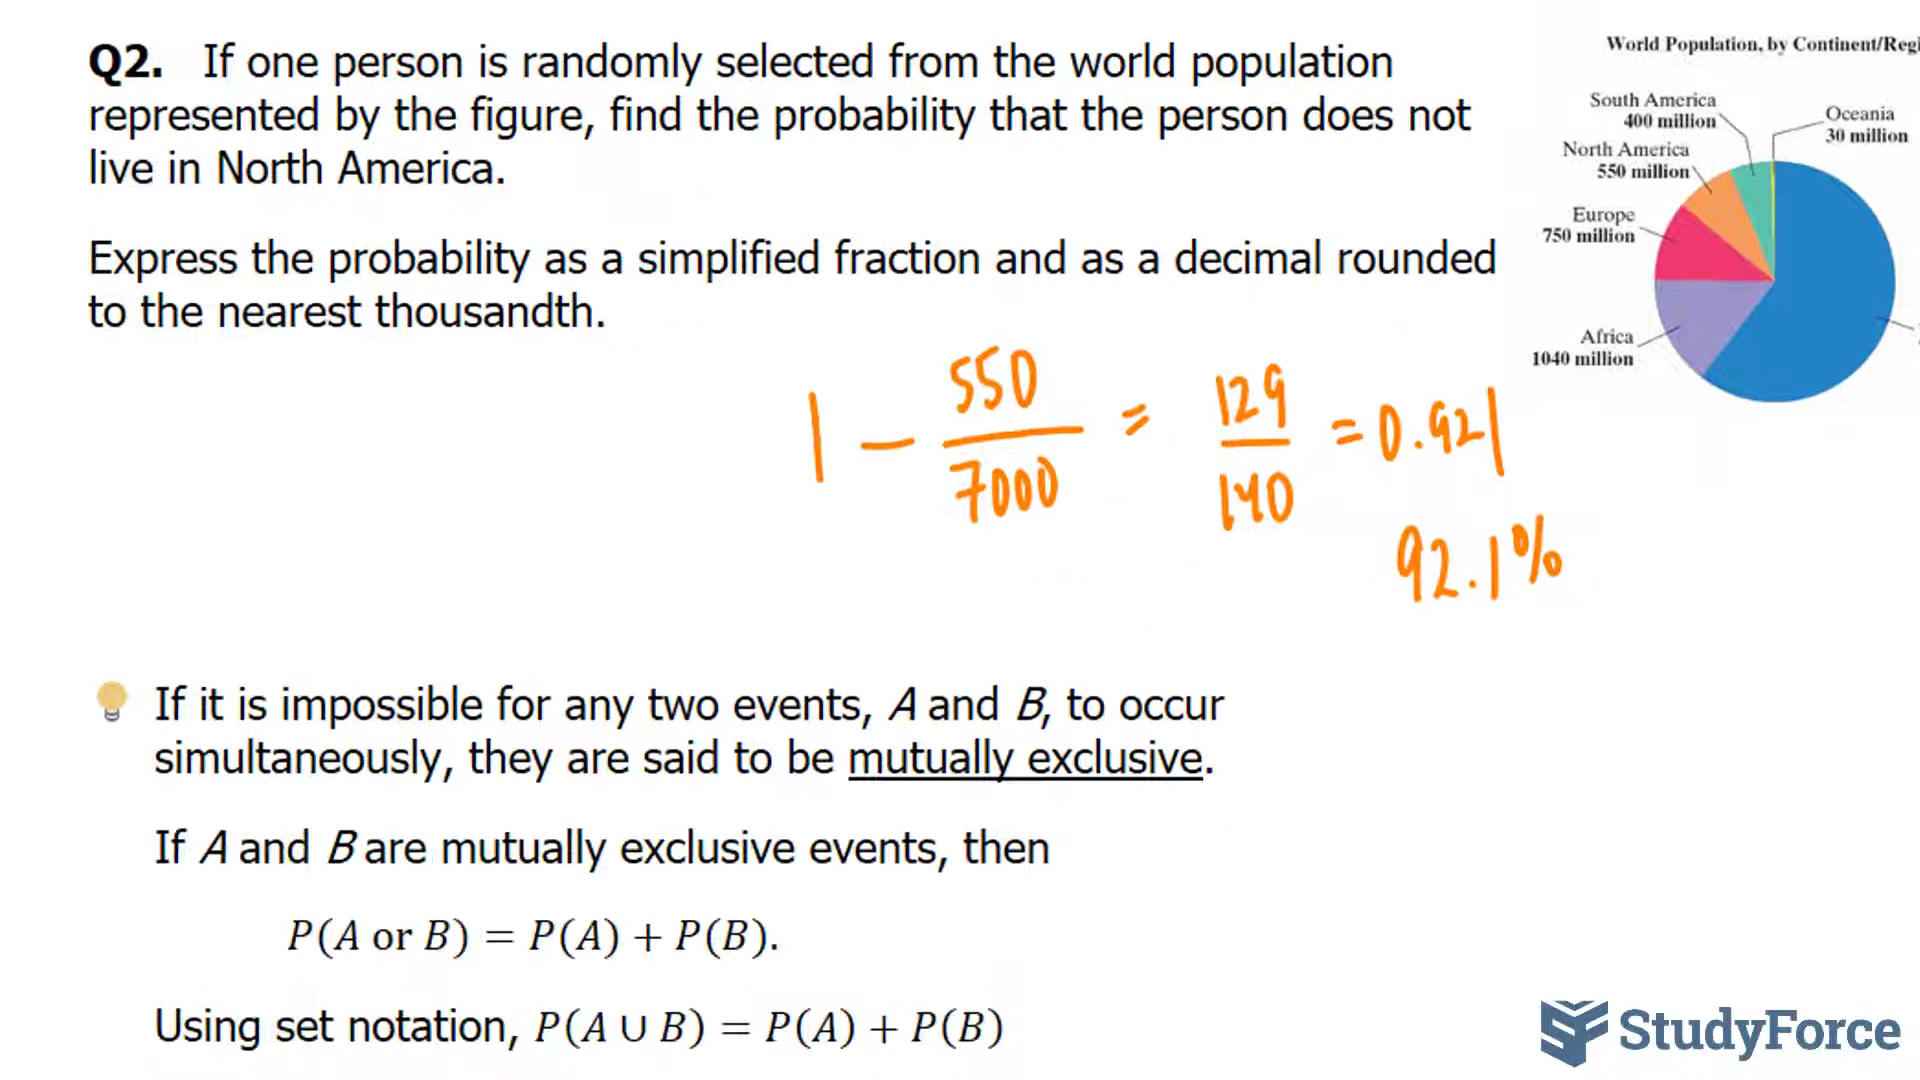 Q2. If one person is randomly selected from the world population
represented by the figure, find the probability that the person does not
live in North America.
Express the probability as a simplified fraction and as a decimal rounded
to the nearest thousandth.
World Population, by Continent/Regi
South America
400 million
Oceania
30 million
North America
550 million
Europe
750 million
Africa
1040 million
1 - 550/7000 = 129/140 = 0.921
92.1%
If it is impossible for any two events, A and B, to occur
simultaneously, they are said to be mutually exclusive.
If A and B are mutually exclusive events, then
P(A or B) = P(A) + P(B).
Using set notation, P(A ∪ B) = P(A) + P(B)
StudyForce